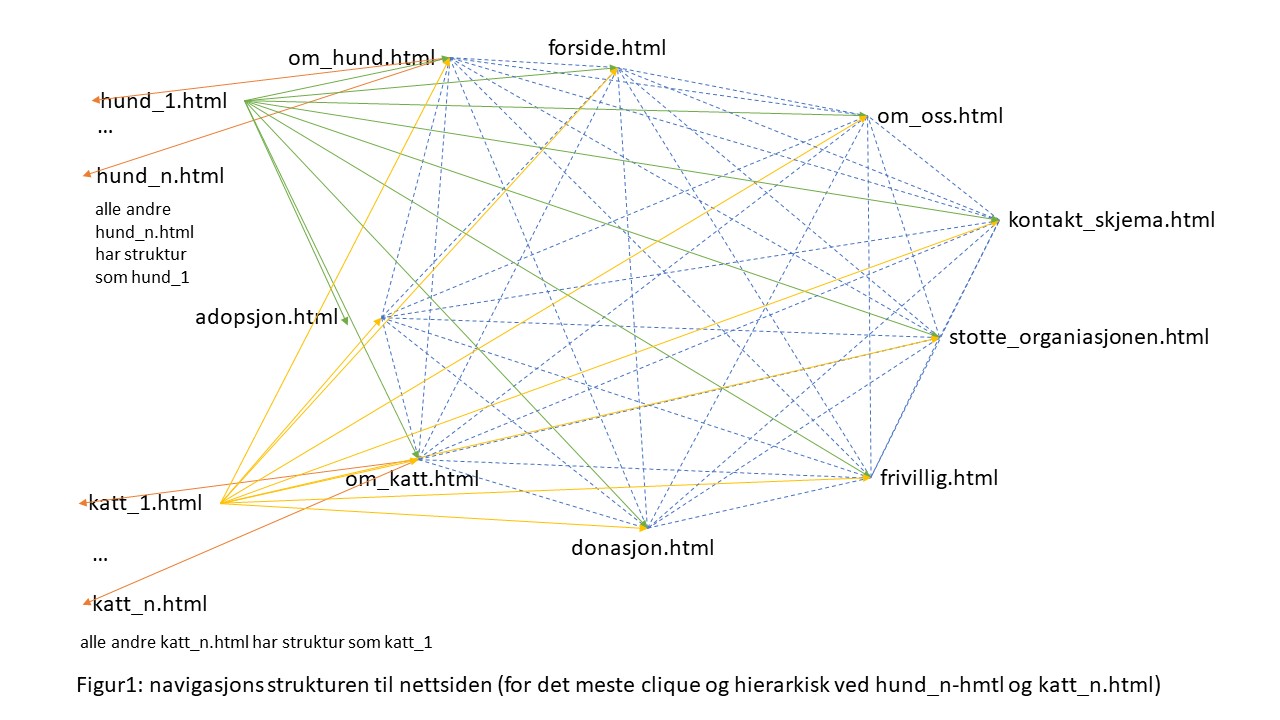 forside.html
om_hund.html
hund_1.html
...
hund_n.html
alle andre
hund_n.html
har struktur
som hund_1
om_oss.html
kontakt_skjema.html
adopsjon.html
stotte_organiasjonen.html
om_katt.html
frivillig.html
katt_1.html
donasjon.html
...
katt_n.html
alle andre katt_n.html har struktur som katt_1
Figur1: navigasjonsstrukturen til nettsiden (for det meste clique og hierarkisk ved hund_n-hmtl og katt_n.html)